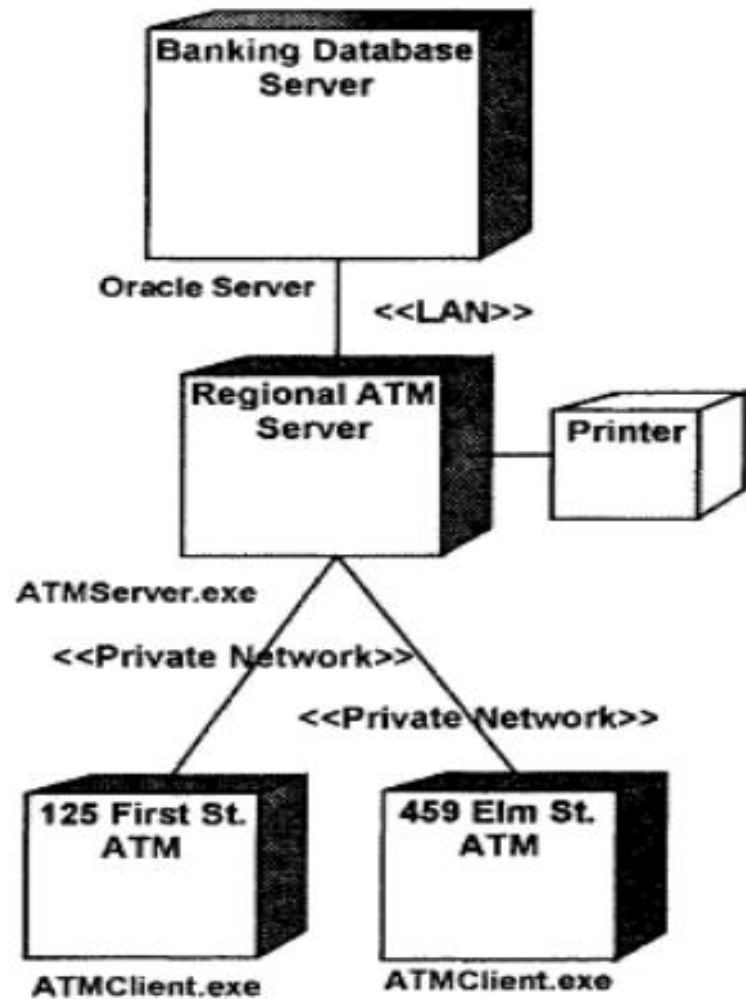 Banking Database
Server
Oracle Server
<<LAN>>
Regional ATM
Server
Printer
ATMServer.exe
<<Private Network>>
<<Private Network>>
125 First St.
ATM
459 Elm St.
ATM
ATMClient.exe
ATMClient.exe